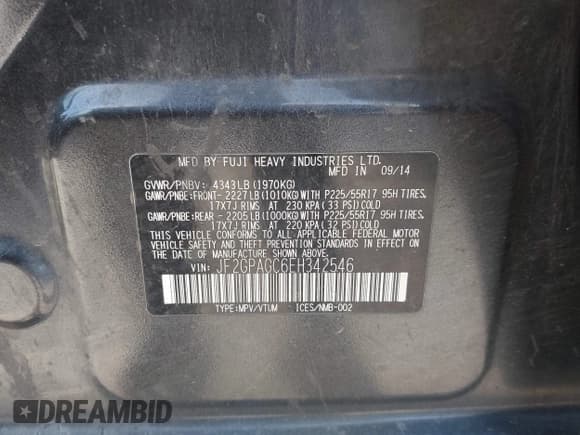 MFD BY FUJI HEAVY INDUSTRIES LTD.
MFD IN 09/14
GVWR/PNBV: 4343LB(1970KG)
GAWR/PNBE:FRONT-2227LB(1010KG)WITH P225/55R17 95H TIRES.
17X7J RIMS AT 230 KPA(33 PSI)COLD
GAWR/PNBE:REAR -2205LB(1000KG)WITH P225/55R17 95H TIRES.
17X7J RIMS AT 220 KPA(32 PSI)COLD
THIS VEHICLE CONFORMS TO ALL APPLICABLE U.S. FEDERAL MOTOR
VEHICLE SAFETY AND THEFT PREVENTION STANDARDS IN EFFECT ON
THE DATE OF MANUFACTURE SHOWN ABOVE.
VIN: JF2GPAGC6EH342546
TYPE:MPV/VTUM ICES/NMB-002
DREAMBID